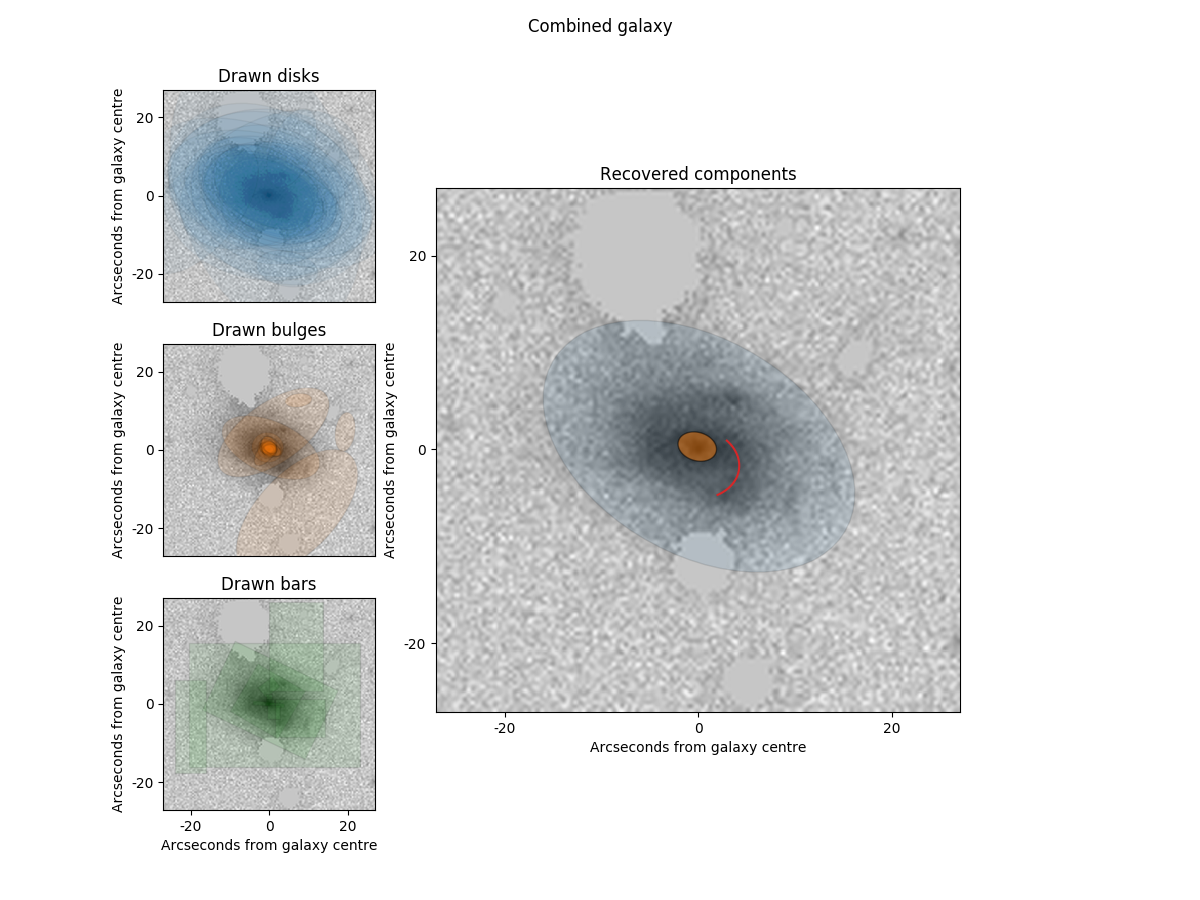 Combined galaxy
Drawn disks
Arcseconds from galaxy centre
20
0
-20
Drawn bulges
Arcseconds from galaxy centre
20
0
-20
Drawn bars
Arcseconds from galaxy centre
20
0
-20
-20 0 20
Arcseconds from galaxy centre
Recovered components
Arcseconds from galaxy centre
20
0
-20
-20 0 20
Arcseconds from galaxy centre